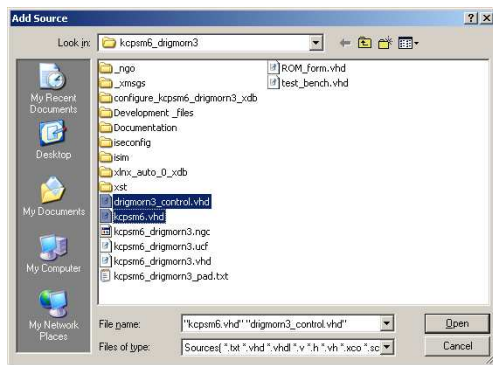 Add Source
Look in: kcpsm6_drigmorn3
My Recent
Documents
Desktop
My Documents
My Computer
My Network
Places
_ngo
_xmsgs
configure_kcpsm6_drigmorn3_xdb
Development _files
Documentation
iseconfig
isim
xlnx_auto_0_xdb
xst
drigmorn3_control.vhd
kcpsm6.vhd
kcpsm6_drigmorn3.ngc
kcpsm6_drigmorn3.ucf
kcpsm6_drigmorn3.vhd
kcpsm6_drigmorn3_pad.txt
ROM_form.vhd
test_bench.vhd
File name: "kcpsm6.vhd" "drigmorn3_control.vhd"
Open
Files of type: Sources( *.txt *.vhd *.vhdl *.v *.h *.vh *.xco *.sc
Cancel